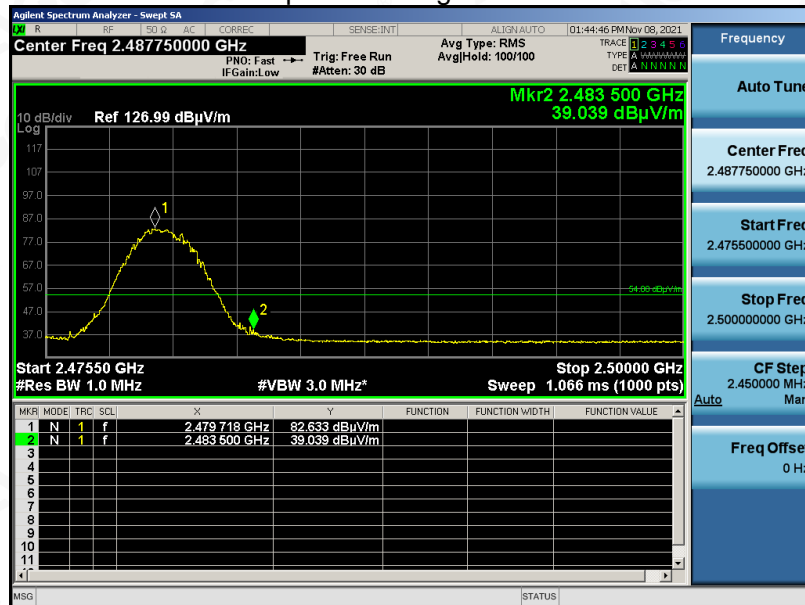 Agilent Spectrum Analyzer - Swept SA
LXI R RF 50 Ω AC CORREC SENSE:INT ALIGN AUTO 01:44:46 PM Nov 08, 2021
Center Freq 2.487750000 GHz
PNO: Fast
IFGain:Low
Trig: Free Run
#Atten: 30 dB
Avg Type: RMS
Avg|Hold: 100/100
TRACE 1 2 3 4 5 6
TYPE A WWWWW
DET A N N N N N
Mkr2 2.483 500 GHz
39.039 dBµV/m
10 dB/div Ref 126.99 dBµV/m
Log
117
107
97.0
87.0
77.0
67.0
57.0
47.0
37.0
1
2
54.00 dBµV/m
Start 2.47550 GHz Stop 2.50000 GHz
#Res BW 1.0 MHz #VBW 3.0 MHz* Sweep 1.066 ms (1000 pts)
MKR MODE TRC SCL X Y FUNCTION FUNCTION WIDTH FUNCTION VALUE
1 N 1 f 2.479 718 GHz 82.633 dBµV/m
2 N 1 f 2.483 500 GHz 39.039 dBµV/m
3
4
5
6
7
8
9
10
11
MSG STATUS
Frequency
Auto Tune
Center Freq
2.487750000 GHz
Start Freq
2.475500000 GHz
Stop Freq
2.500000000 GHz
CF Step
2.450000 MHz
Auto Man
Freq Offset
0 Hz